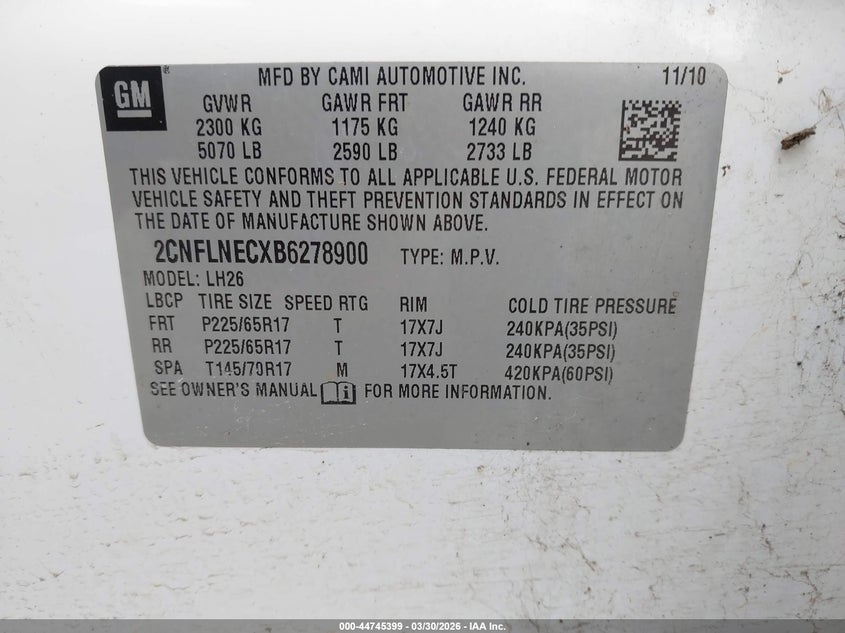 GM ®
MFD BY CAMI AUTOMOTIVE INC. 11/10
GVWR GAWR FRT GAWR RR
2300 KG 1175 KG 1240 KG
5070 LB 2590 LB 2733 LB
THIS VEHICLE CONFORMS TO ALL APPLICABLE U.S. FEDERAL MOTOR
VEHICLE SAFETY AND THEFT PREVENTION STANDARDS IN EFFECT ON
THE DATE OF MANUFACTURE SHOWN ABOVE.
2CNFLNECXB6278900 TYPE: M.P.V.
MODEL: LH26
LBCP TIRE SIZE SPEED RTG RIM COLD TIRE PRESSURE
FRT P225/65R17 T 17X7J 240KPA(35PSI)
RR P225/65R17 T 17X7J 240KPA(35PSI)
SPA T145/70R17 M 17X4.5T 420KPA(60PSI)
SEE OWNER'S MANUAL i FOR MORE INFORMATION.
000-44745399 — 03/30/2026 - IAA Inc.